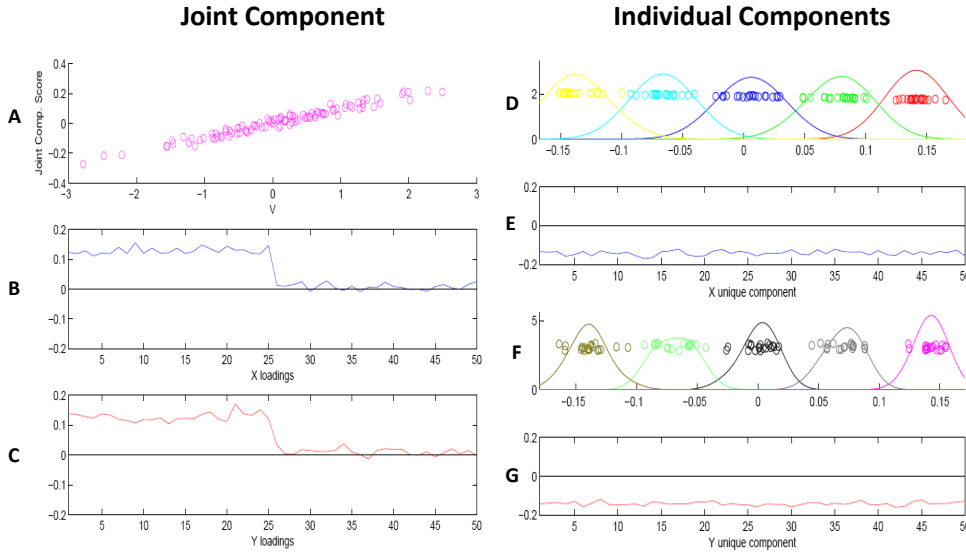 Joint Component
Individual Components
A
Joint Comp. Score
0.4
0.2
0
−0.2
−0.4
−3 −2 −1 0 1 2 3
V
B
0.2
0.1
0
−0.1
−0.2
5 10 15 20 25 30 35 40 45 50
X loadings
C
0.2
0.1
0
−0.1
−0.2
5 10 15 20 25 30 35 40 45 50
Y loadings
D
2
0
−0.15 −0.1 −0.05 0 0.05 0.1 0.15
E
0.2
0
−0.2
5 10 15 20 25 30 35 40 45 50
X unique component
F
5
0
−0.15 −0.1 −0.05 0 0.05 0.1 0.15
G
0.2
0
−0.2
5 10 15 20 25 30 35 40 45 50
Y unique component